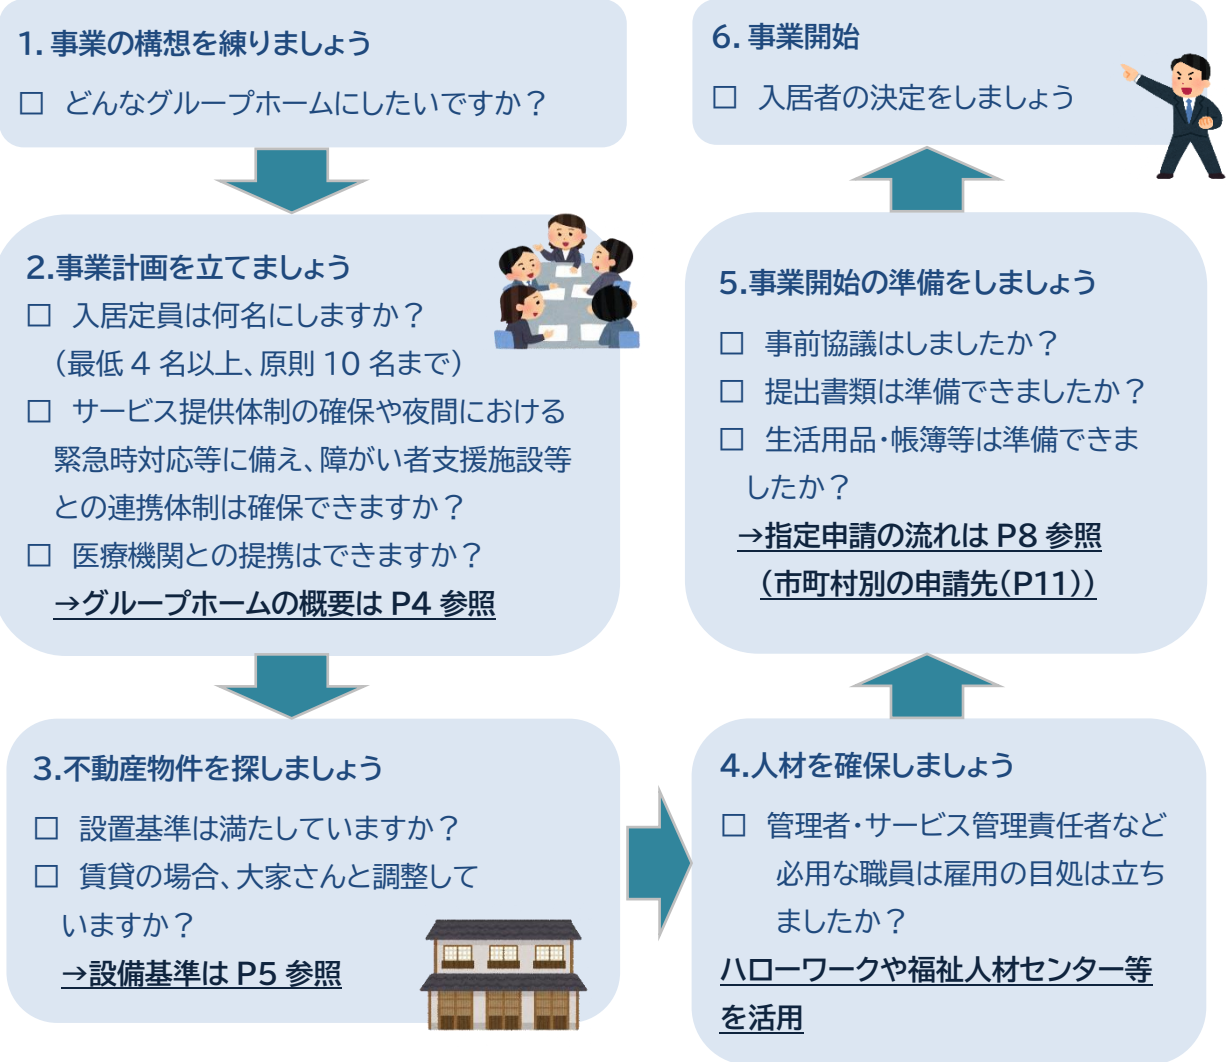 1. 事業の構想を練りましょう
□ どんなグループホームにしたいですか？
2.事業計画を立てましょう
□ 入居定員は何名にしますか？
（最低 4 名以上、原則 10 名まで）
□ サービス提供体制の確保や夜間における
緊急時対応等に備え、障がい者支援施設等
との連携体制は確保できますか？
□ 医療機関との提携はできますか？
→グループホームの概要は P4 参照
3.不動産物件を探しましょう
□ 設置基準は満たしていますか？
□ 賃貸の場合、大家さんと調整して
いますか？
→設備基準は P5 参照
4.人材を確保しましょう
□ 管理者・サービス管理責任者など
必用な職員は雇用の目処は立ち
ましたか？
ハローワークや福祉人材センター等
を活用
5.事業開始の準備をしましょう
□ 事前協議はしましたか？
□ 提出書類は準備できましたか？
□ 生活用品・帳簿等は準備できま
したか？
→指定申請の流れは P8 参照
（市町村別の申請先（P11））
6. 事業開始
□ 入居者の決定をしましょう